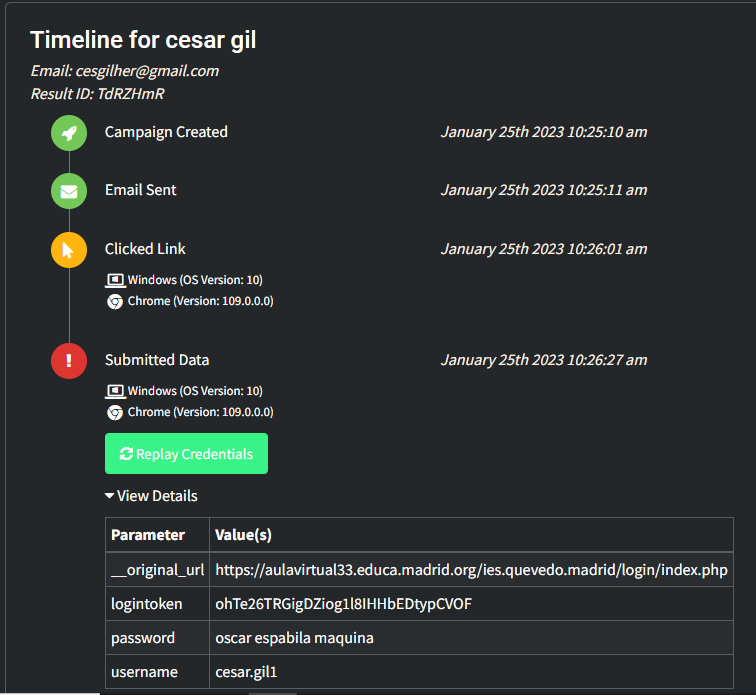 Timeline for cesar gil
Email: cesgilher@gmail.com
Result ID: TdRZHmR
Campaign Created January 25th 2023 10:25:10 am
Email Sent January 25th 2023 10:25:11 am
Clicked Link January 25th 2023 10:26:01 am
Windows (OS Version: 10)
Chrome (Version: 109.0.0.0)
Submitted Data January 25th 2023 10:26:27 am
Windows (OS Version: 10)
Chrome (Version: 109.0.0.0)
Replay Credentials
View Details
Parameter Value(s)
__original_url https://aulavirtual33.educa.madrid.org/ies.quevedo.madrid/login/index.php
logintoken ohTe26TRGigDZiog1l8IHHbEDtypCVOF
password oscar espabila maquina
username cesar.gil1